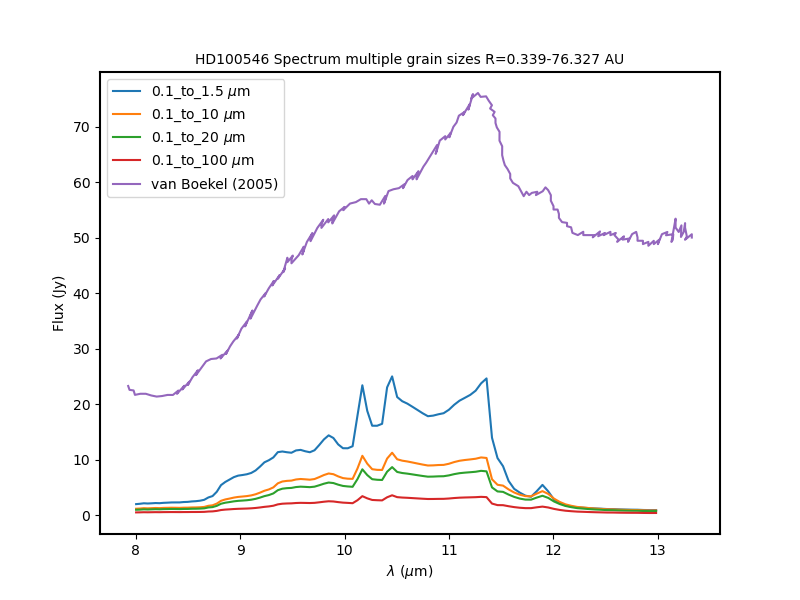 HD100546 Spectrum multiple grain sizes R=0.339-76.327 AU
0.1_to_1.5 μm
0.1_to_10 μm
0.1_to_20 μm
0.1_to_100 μm
van Boekel (2005)
Flux (Jy)
70
60
50
40
30
20
10
0
8 9 10 11 12 13
λ (μm)